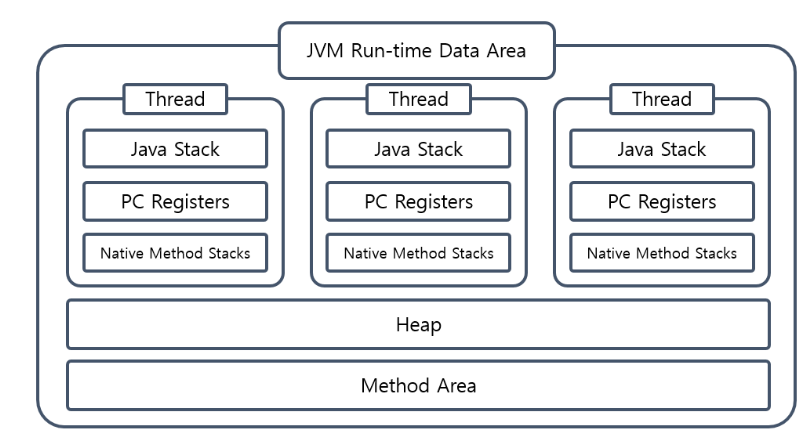 JVM Run-time Data Area
Thread
Java Stack
PC Registers
Native Method Stacks
Thread
Java Stack
PC Registers
Native Method Stacks
Thread
Java Stack
PC Registers
Native Method Stacks
Heap
Method Area